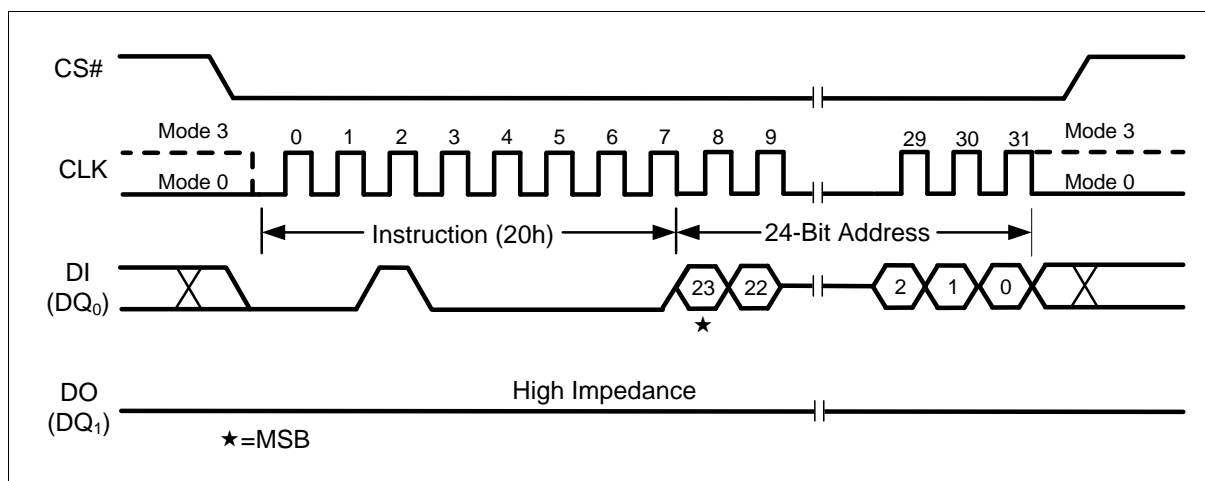 CS#
Mode 3 0 1 2 3 4 5 6 7 8 9 29 30 31 Mode 3
CLK
Mode 0 Mode 0
Instruction (20h) 24-Bit Address
DI
(DQ₀) 23 22 2 1 0
★
DO
(DQ₁)
High Impedance
★=MSB